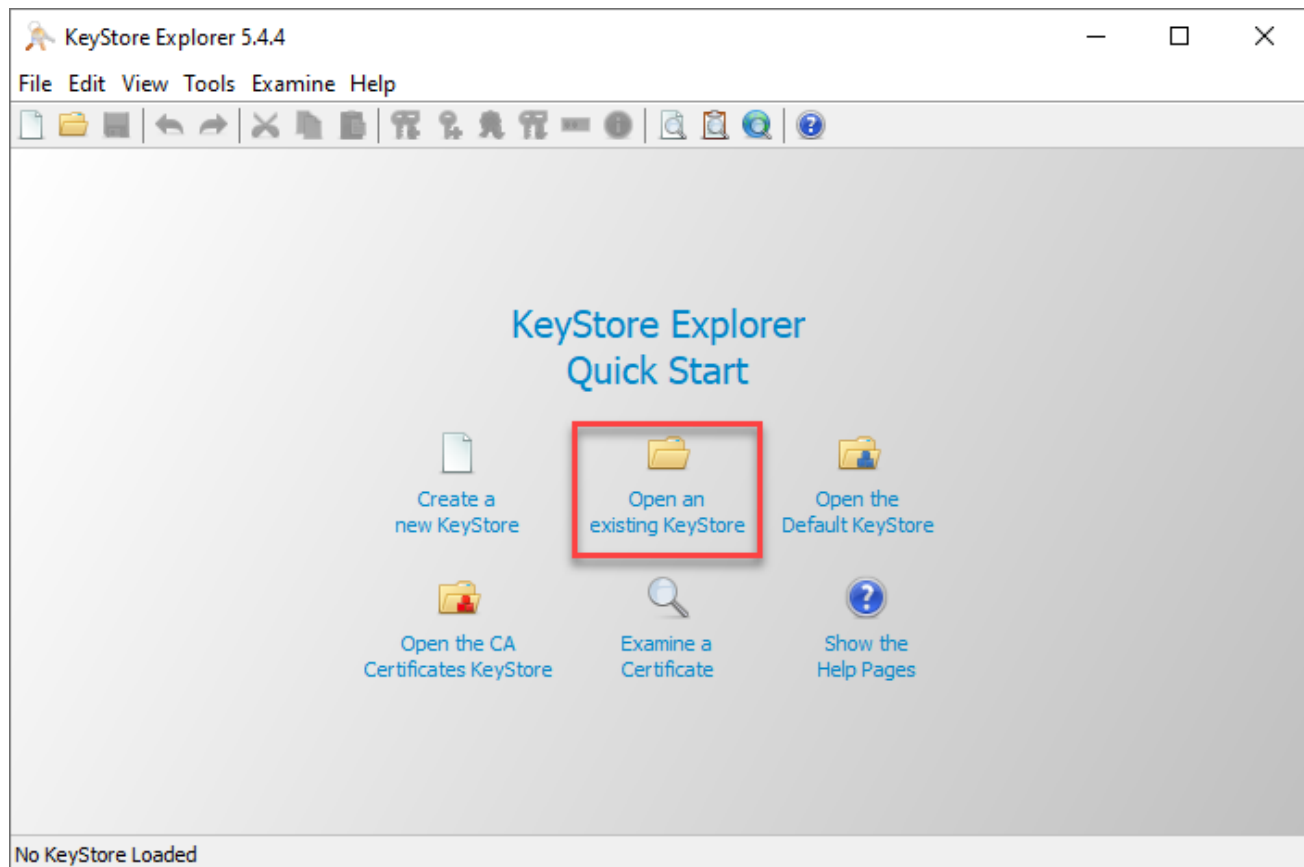 KeyStore Explorer 5.4.4
File Edit View Tools Examine Help
KeyStore Explorer
Quick Start
Create a
new KeyStore
Open an
existing KeyStore
Open the
Default KeyStore
Open the CA
Certificates KeyStore
Examine a
Certificate
Show the
Help Pages
No KeyStore Loaded